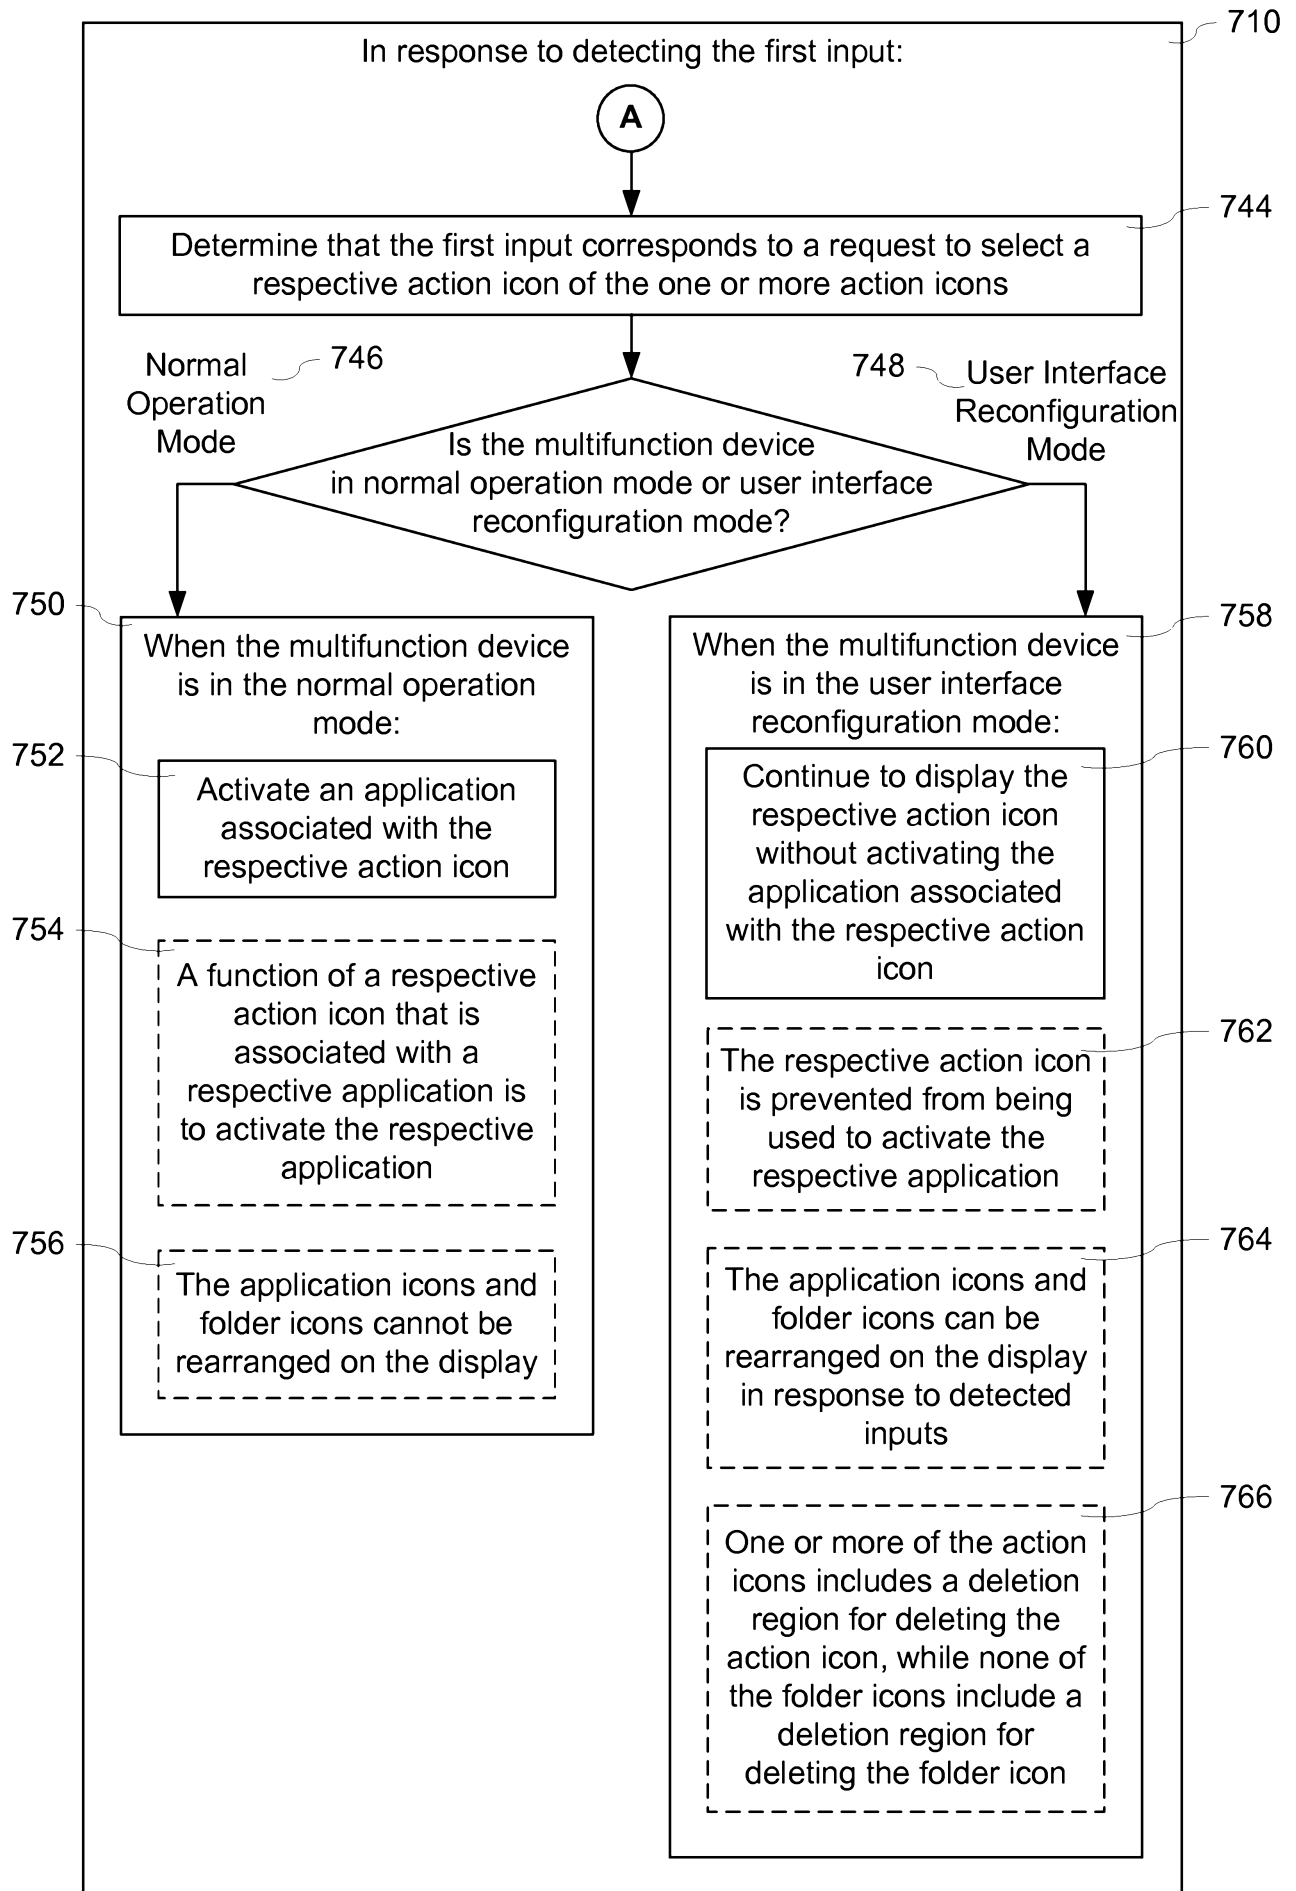 710
In response to detecting the first input:
A
744
Determine that the first input corresponds to a request to select a
respective action icon of the one or more action icons
Normal
Operation
Mode
746
748
User Interface
Reconfiguration
Mode
Is the multifunction device
in normal operation mode or user interface
reconfiguration mode?
750
When the multifunction device
is in the normal operation
mode:
752
Activate an application
associated with the
respective action icon
754
A function of a respective
action icon that is
associated with a
respective application is
to activate the respective
application
756
The application icons and
folder icons cannot be
rearranged on the display
758
When the multifunction device
is in the user interface
reconfiguration mode:
760
Continue to display the
respective action icon
without activating the
application associated
with the respective action
icon
762
The respective action icon
is prevented from being
used to activate the
respective application
764
The application icons and
folder icons can be
rearranged on the display
in response to detected
inputs
766
One or more of the action
icons includes a deletion
region for deleting the
action icon, while none of
the folder icons include a
deletion region for
deleting the folder icon